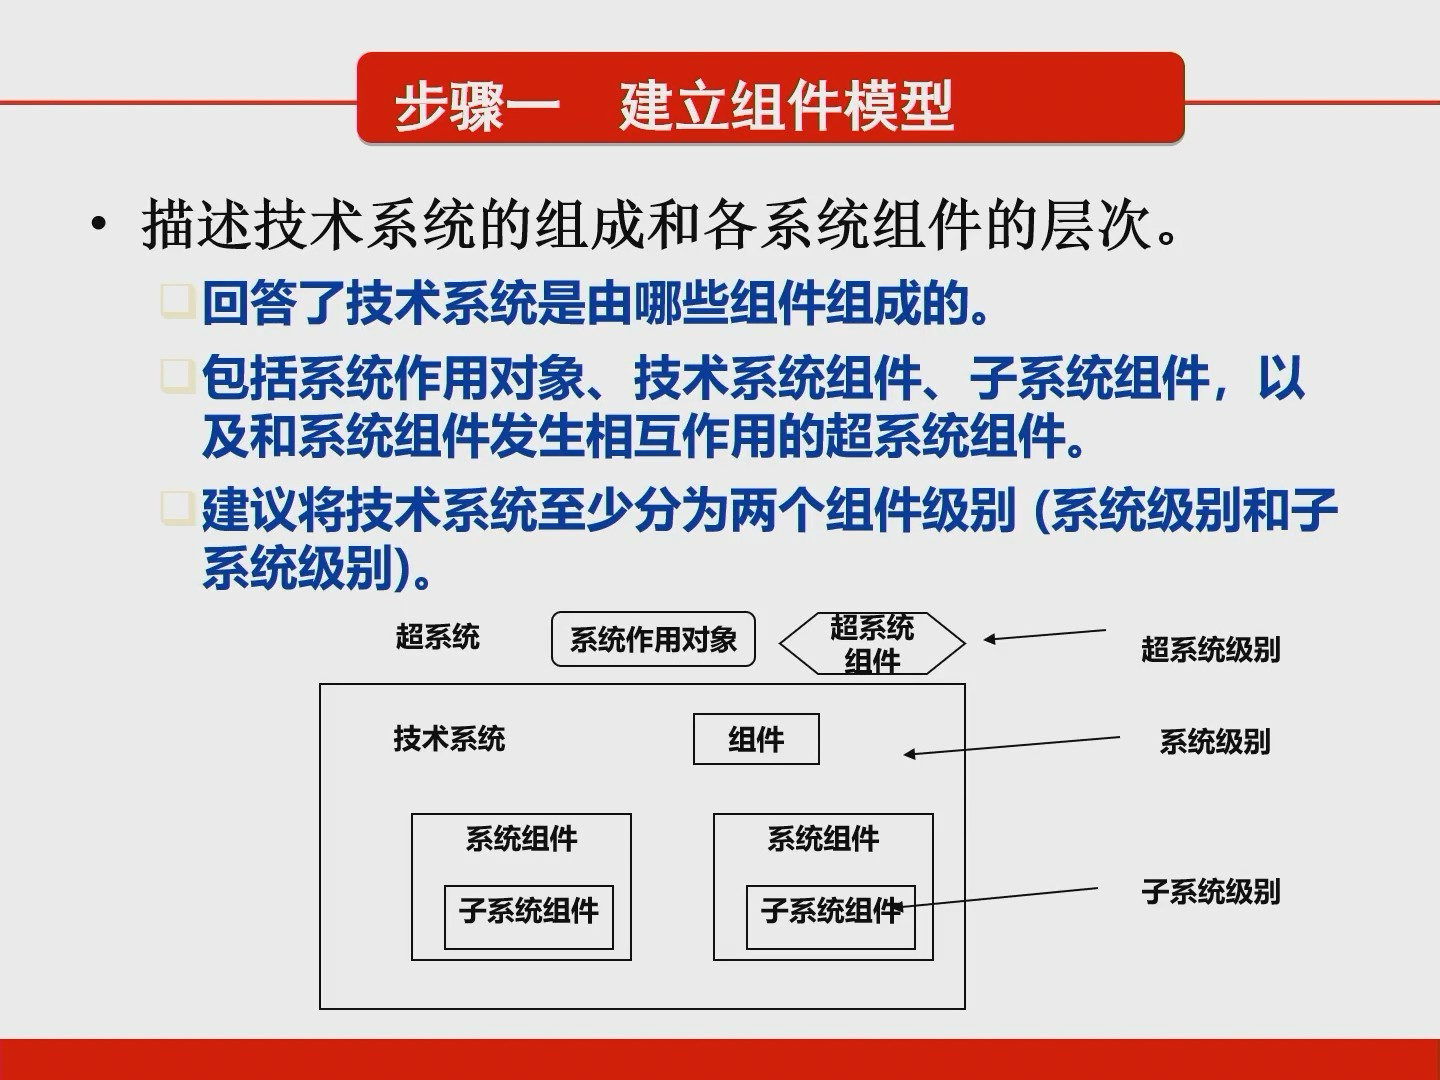 步骤一 建立组件模型
• 描述技术系统的组成和各系统组件的层次。
回答了技术系统是由哪些组件组成的。
包括系统作用对象、技术系统组件、子系统组件，以
及和系统组件发生相互作用的超系统组件。
建议将技术系统至少分为两个组件级别 (系统级别和子
系统级别)。
超系统
系统作用对象
超系统
组件
超系统级别
技术系统
组件
系统级别
系统组件
系统组件
子系统组件
子系统组件
子系统级别